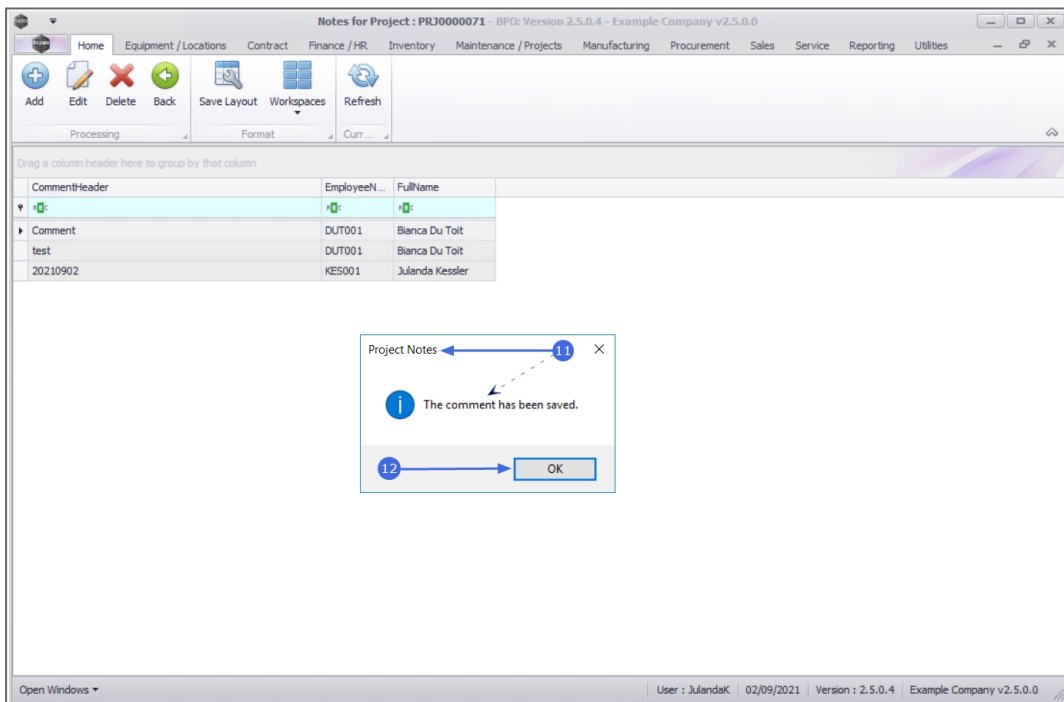 Notes for Project : PRJ0000071 - BPO: Version 2.5.0.4 - Example Company v2.5.0.0
Home Equipment / Locations Contract Finance / HR Inventory Maintenance / Projects Manufacturing Procurement Sales Service Reporting Utilities
Add Edit Delete Back Save Layout Workspaces Refresh
Processing Format Curr...
Drag a column header here to group by that column
CommentHeader EmployeeN... FullName
Comment DUT001 Bianca Du Toit
test DUT001 Bianca Du Toit
20210902 KES001 Julanda Kessler
Project Notes 11
The comment has been saved.
12 OK
Open Windows User : JulandaK 02/09/2021 Version : 2.5.0.4 Example Company v2.5.0.0